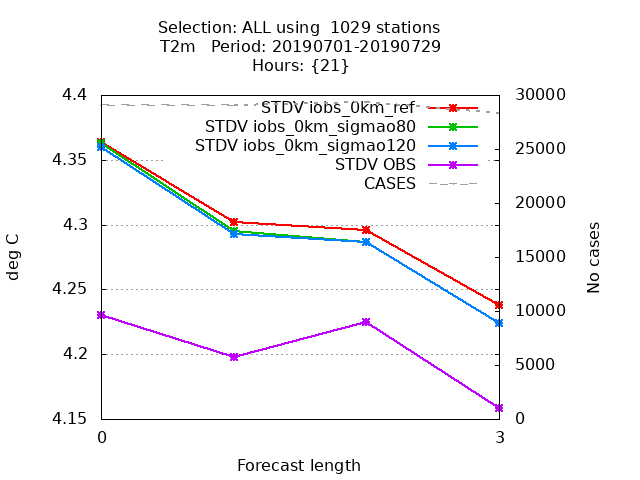 Selection: ALL using  1029 stations
T2m   Period: 20190701-20190729
Hours: {21}
4.4
4.35
4.3
4.25
4.2
4.15
deg C
30000
25000
20000
15000
10000
5000
0
No cases
STDV iobs_0km_ref
STDV iobs_0km_sigmao80
STDV iobs_0km_sigmao120
STDV OBS
CASES
0
3
Forecast length